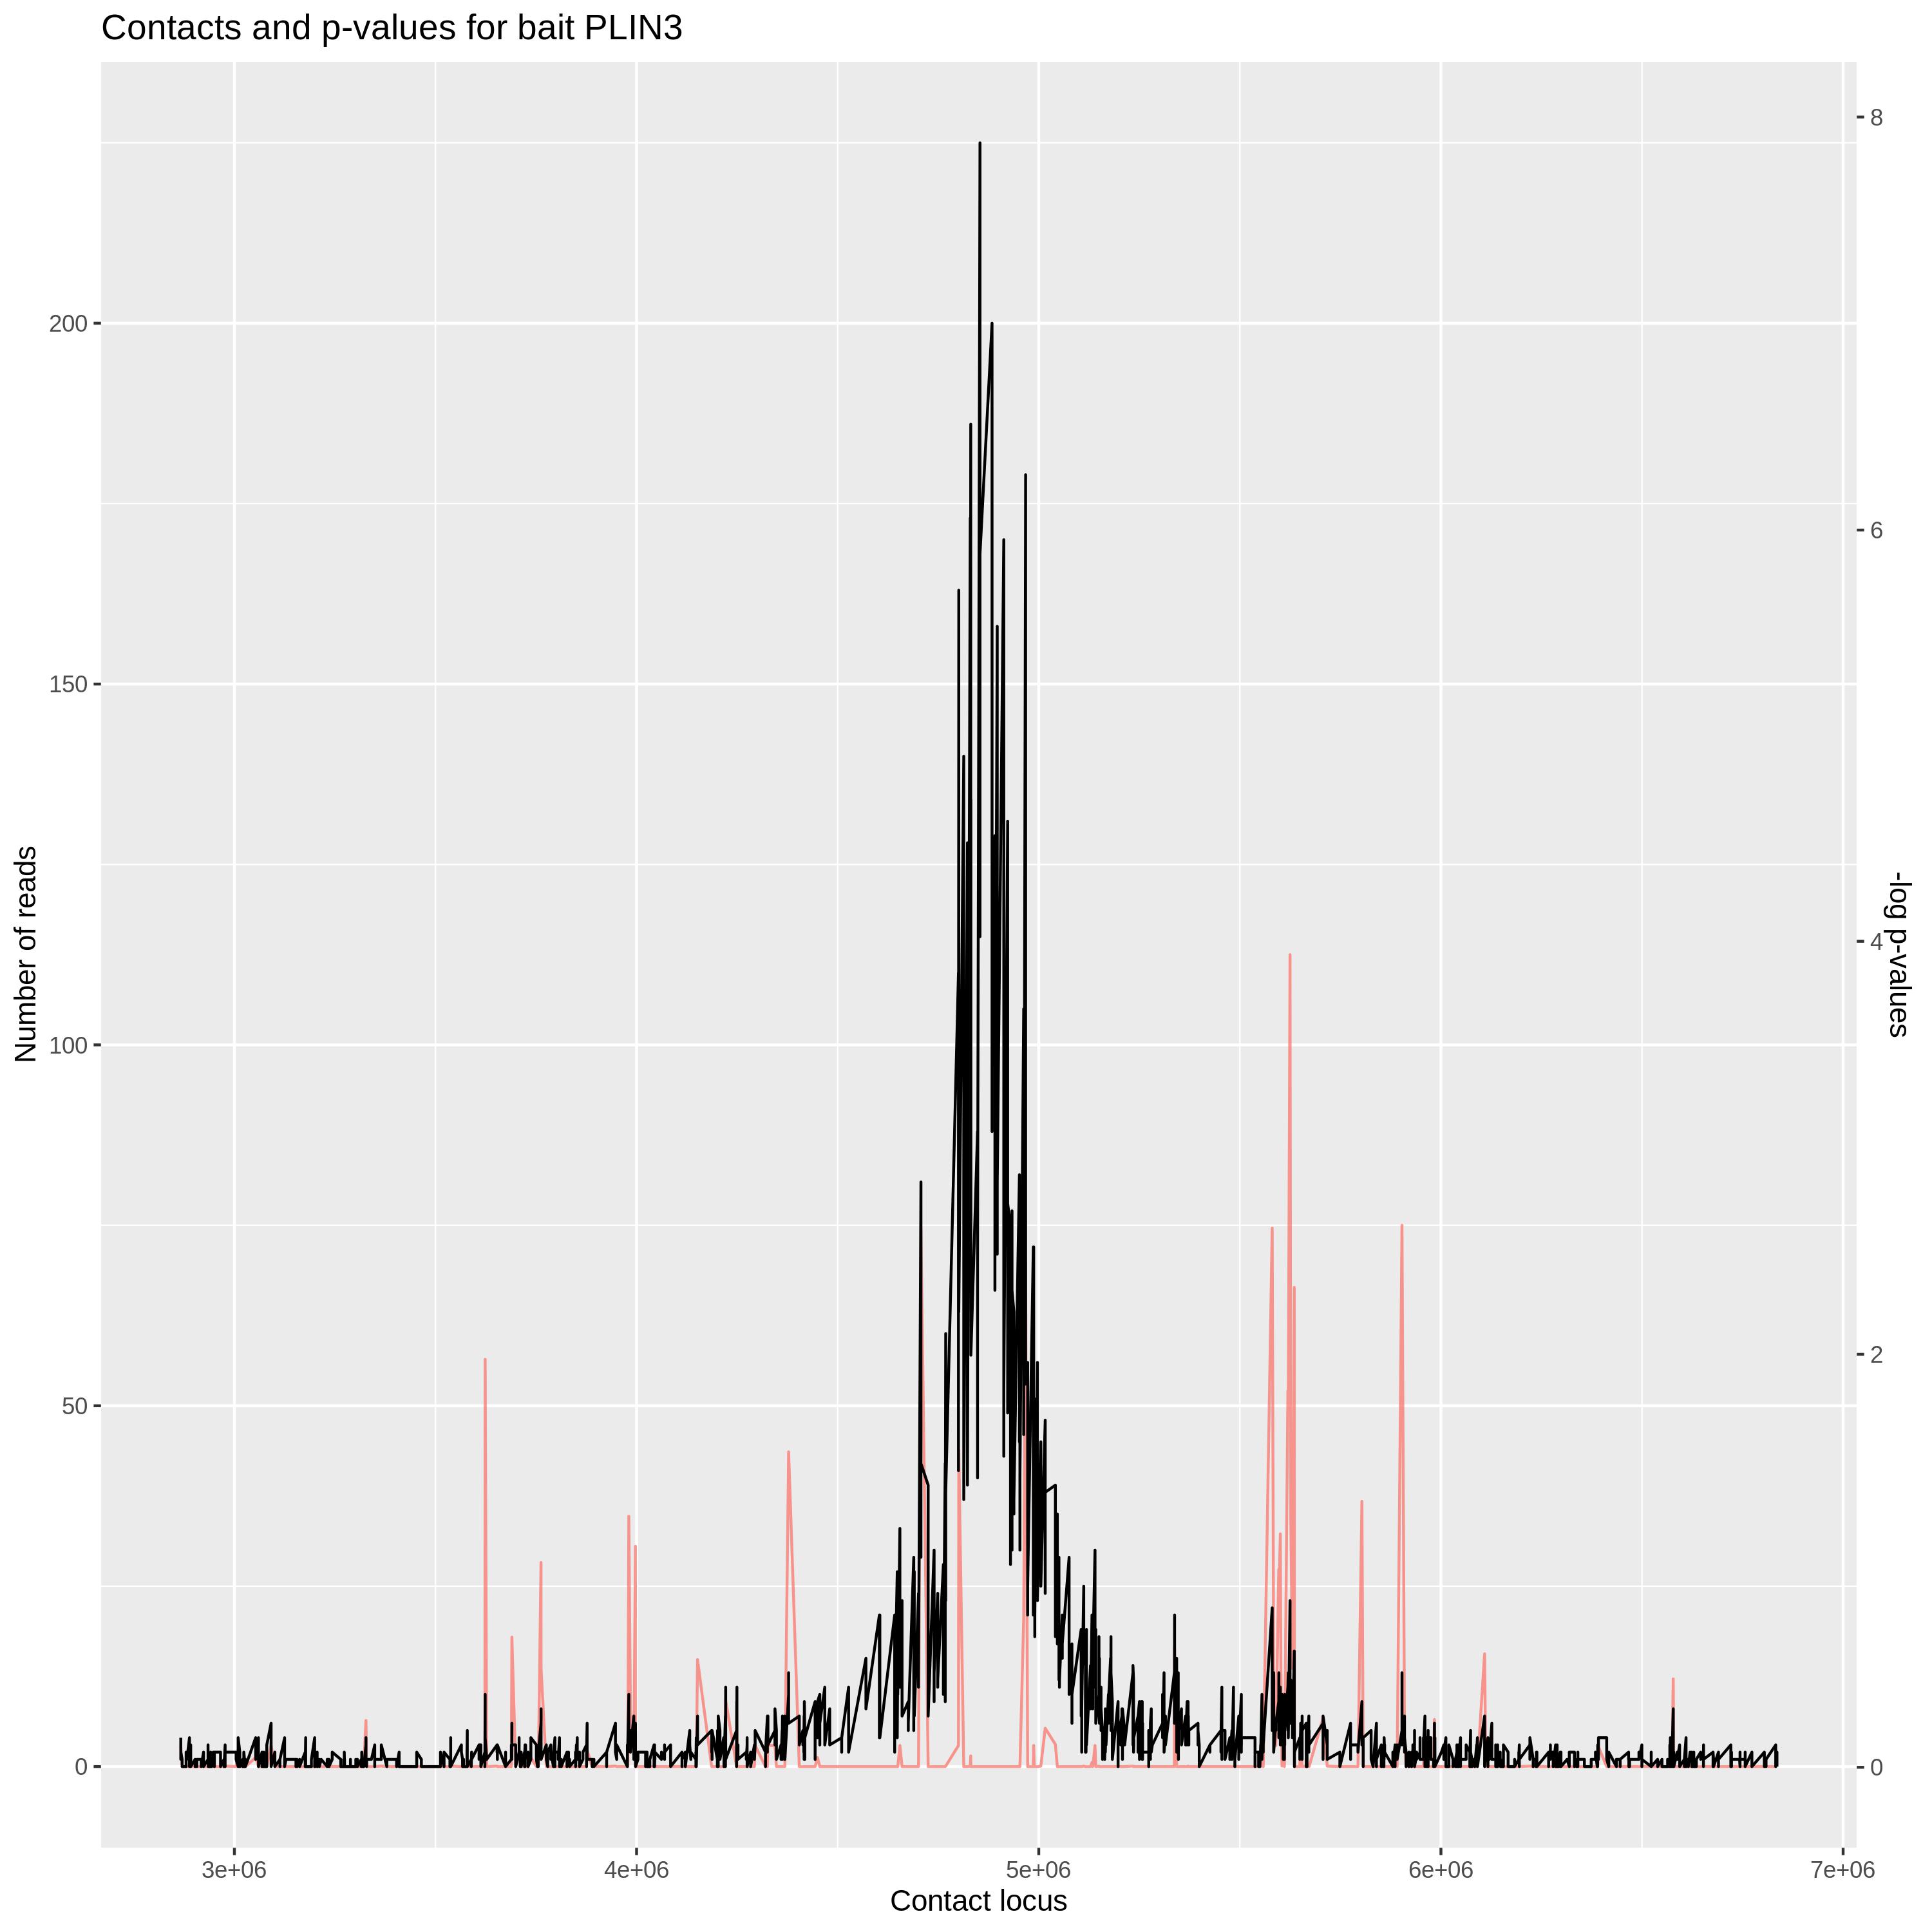 Contacts and p-values for bait PLIN3
Number of reads
200
150
100
50
0
8
6
4
2
0
-log p-values
3e+06
4e+06
5e+06
6e+06
7e+06
Contact locus